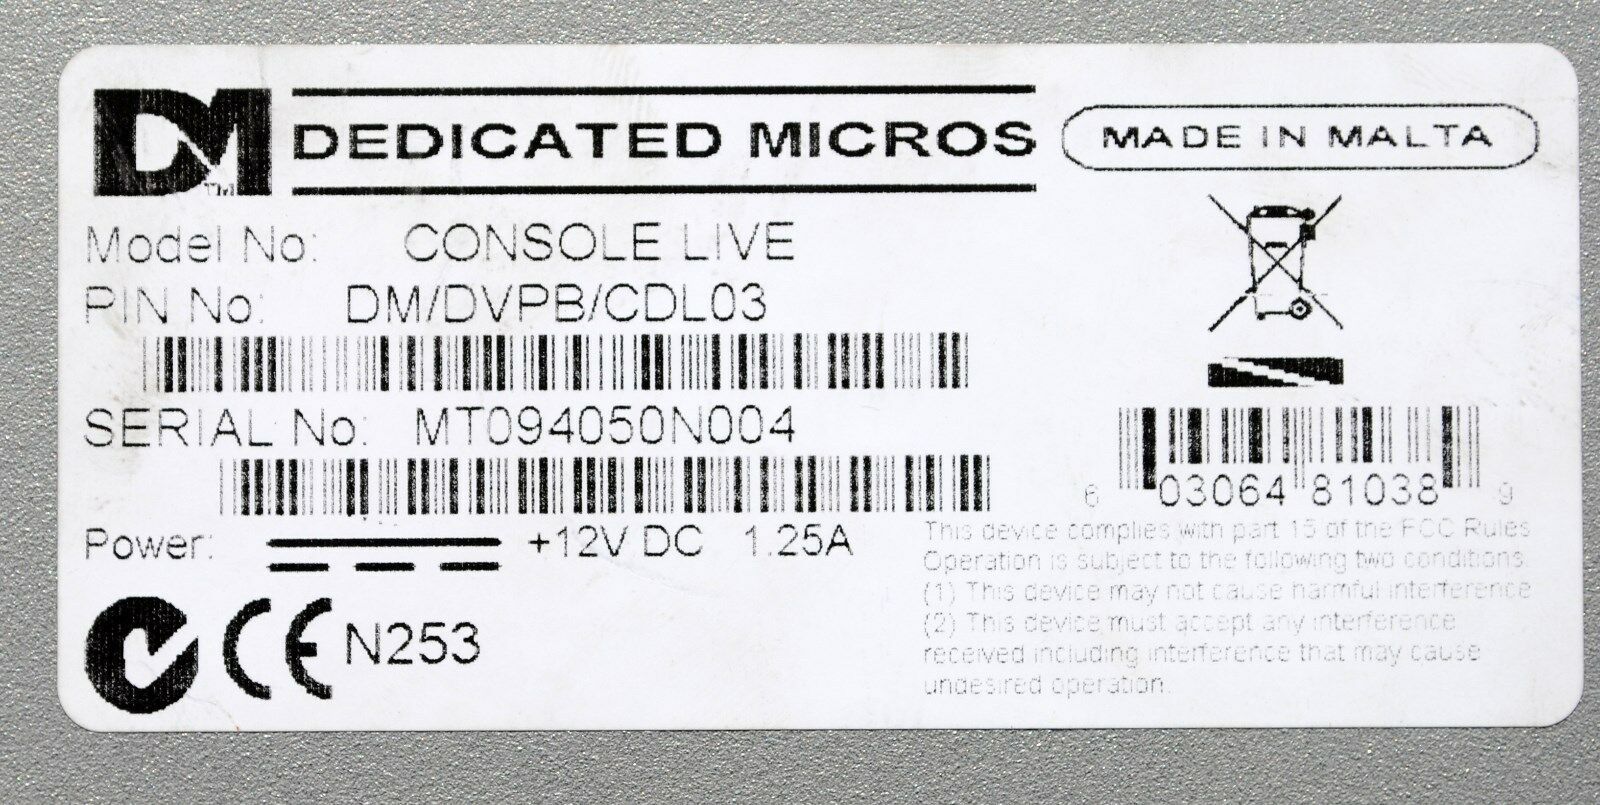 DM
TM
DEDICATED MICROS
MADE IN MALTA
Model No: CONSOLE LIVE
PIN No: DM/DVPB/CDL03
SERIAL No: MT094050N004
6 03064 81038 9
Power: +12V DC 1.25A
CE N253
This device complies with part 15 of the FCC Rules
Operation is subject to the following two conditions.
(1) This device may not cause harmful interference
(2) This device must accept any interference
received including interference that may cause
undesired operation.